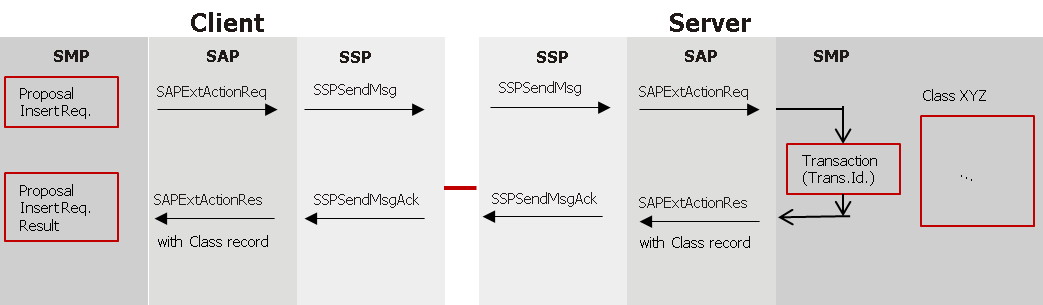 Client
Server
SMP
SAP
SSP
SSP
SAP
SMP
Proposal
InsertReq.
SAPExtActionReq
SSPSendMsg
SSPSendMsg
SAPExtActionReq
Class XYZ
Transaction
(Trans.Id.)
...
Proposal
InsertReq.
Result
SAPExtActionRes
with Class record
SSPSendMsgAck
SSPSendMsgAck
SAPExtActionRes
with Class record